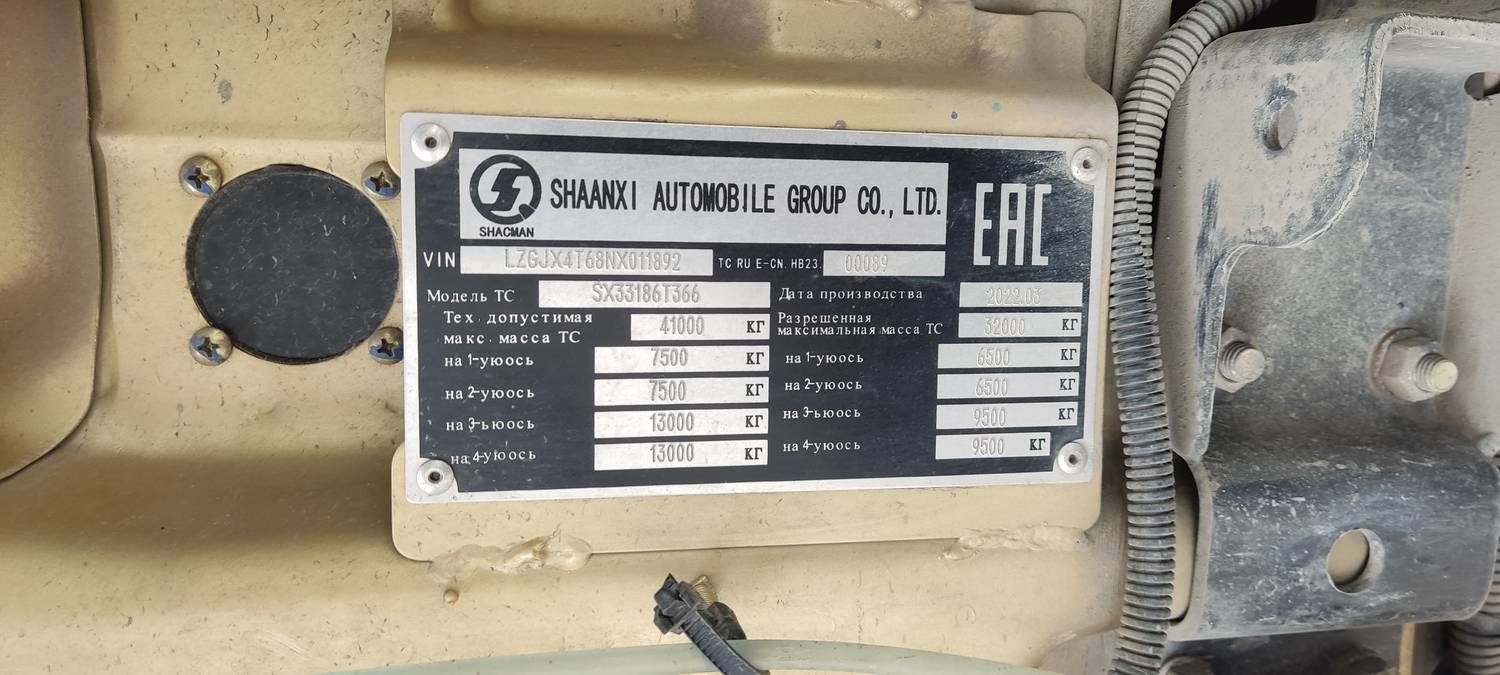 SHACMAN
SHAANXI AUTOMOBILE GROUP CO., LTD.
EAC
VIN LZGJX4T68NX011892 TC RU E-CN. HB23. 00089
Модель ТС SX33186T366 Дата производства 2022.03
Тех. допустимая макс. масса ТС 41000 КГ Разрешенная максимальная масса ТС 32000 КГ
на 1-уюось 7500 КГ на 1-уюось 6500 КГ
на 2-уюось 7500 КГ на 2-уюось 6500 КГ
на 3-ьюось 13000 КГ на 3-ьюось 9500 КГ
на 4-уюось 13000 КГ на 4-уюось 9500 КГ